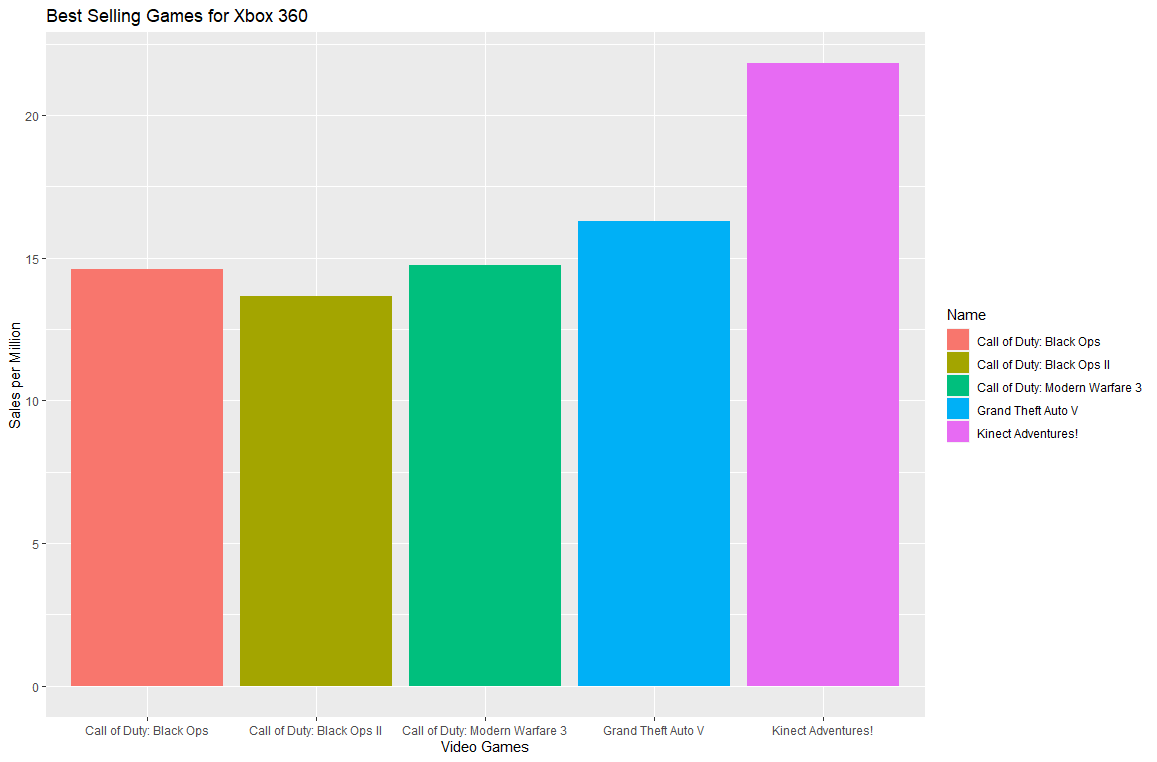 Best Selling Games for Xbox 360
Sales per Million
20
15
10
5
0
Call of Duty: Black Ops
Call of Duty: Black Ops II
Call of Duty: Modern Warfare 3
Grand Theft Auto V
Kinect Adventures!
Video Games
Name
Call of Duty: Black Ops
Call of Duty: Black Ops II
Call of Duty: Modern Warfare 3
Grand Theft Auto V
Kinect Adventures!